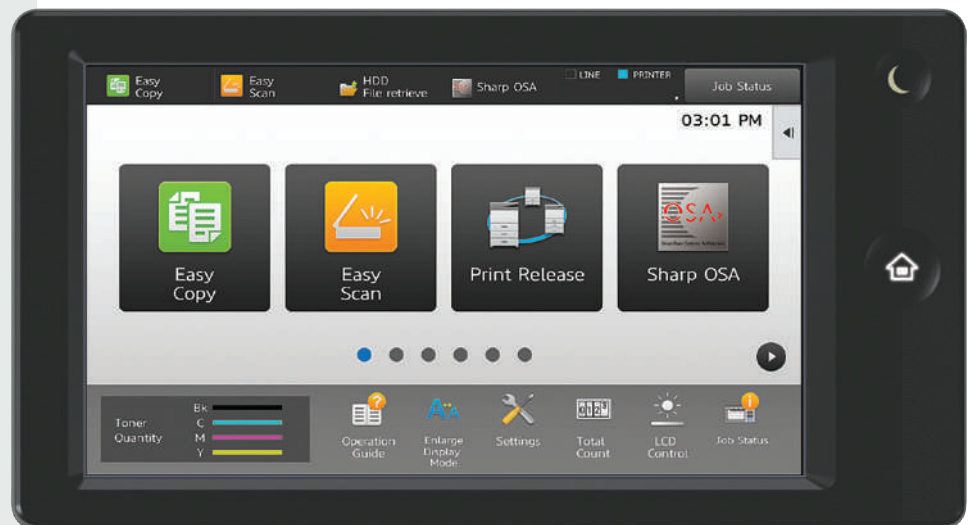 Easy
Copy
Easy
Scan
HDD
File retrieve
Sharp OSA
LINE
PRINTER
Job Status
03:01 PM
Easy
Copy
Easy
Scan
Print Release
OSA
Sharp OSA
Toner
Quantity
Bk
C
M
Y
Operation
Guide
Enlarge
Display
Mode
Settings
Total
Count
LCD
Control
Job Status